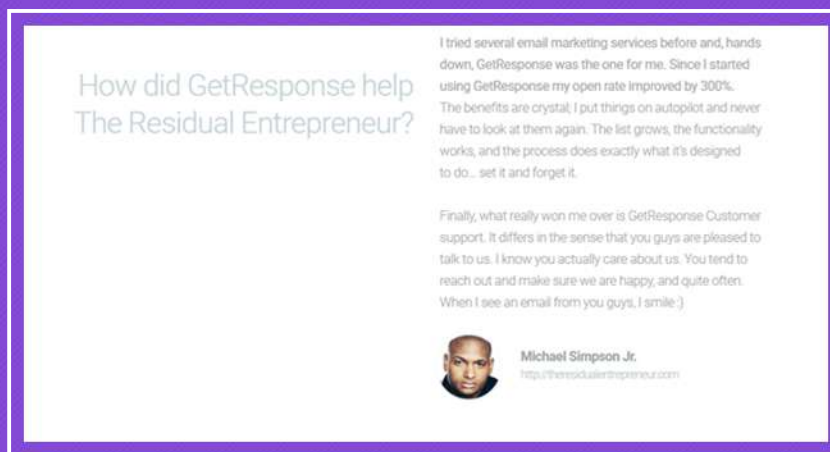 How did GetResponse help
The Residual Entrepreneur?
I tried several email marketing services before and, hands
down, GetResponse was the one for me. Since I started
using GetResponse my open rate improved by 300%.
The benefits are crystal; I put things on autopilot and never
have to look at them again. The list grows, the functionality
works, and the process does exactly what it's designed
to do... set it and forget it.
Finally, what really won me over is GetResponse Customer
support. It differs in the sense that you guys are pleased to
talk to us. I know you actually care about us. You tend to
reach out and make sure we are happy, and quite often.
When I see an email from you guys, I smile :)
Michael Simpson Jr.
http://theresidualentrepreneur.com